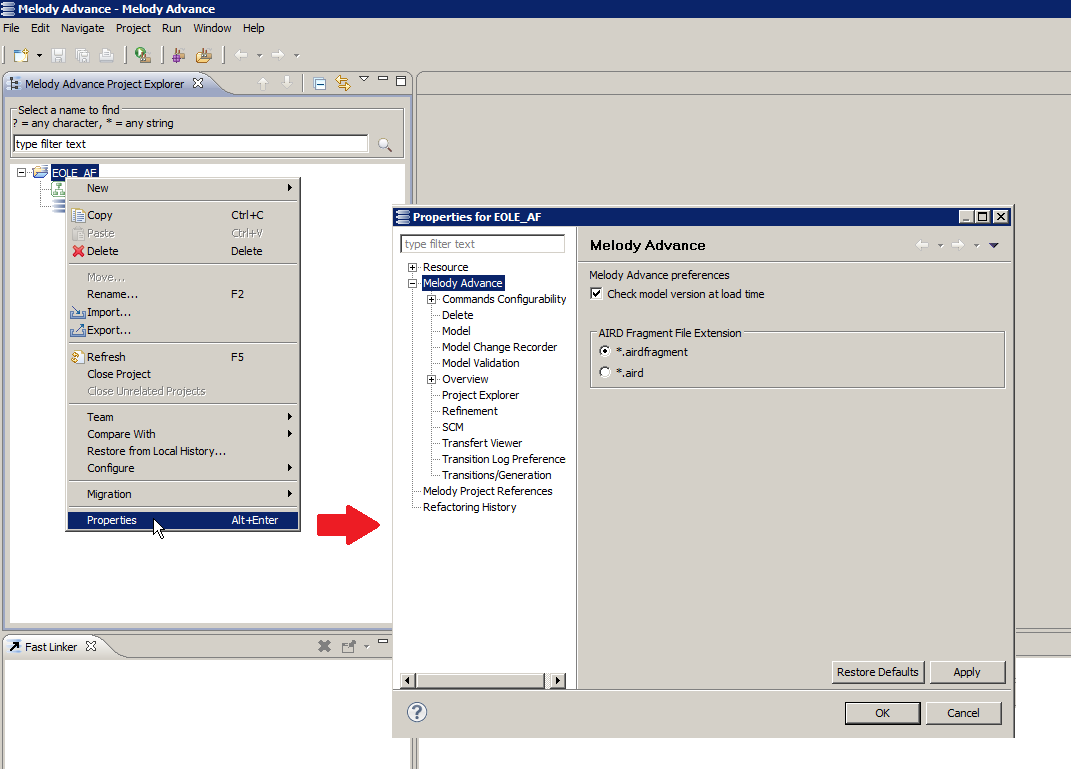 Melody Advance - Melody Advance
File Edit Navigate Project Run Window Help
Melody Advance Project Explorer
Select a name to find
? = any character, * = any string
type filter text
EOLE_AF
New
Copy Ctrl+C
Paste Ctrl+V
Delete Delete
Move...
Rename... F2
Import...
Export...
Refresh F5
Close Project
Close Unrelated Projects
Team
Compare With
Restore from Local History...
Configure
Migration
Properties Alt+Enter
Fast Linker
Properties for EOLE_AF
type filter text
Resource
Melody Advance
Commands Configurability
Delete
Model
Model Change Recorder
Model Validation
Overview
Project Explorer
Refinement
SCM
Transfert Viewer
Transition Log Preference
Transitions/Generation
Melody Project References
Refactoring History
Melody Advance
Melody Advance preferences
Check model version at load time
AIRD Fragment File Extension
*.airdfragment
*.aird
Restore Defaults Apply
? OK Cancel